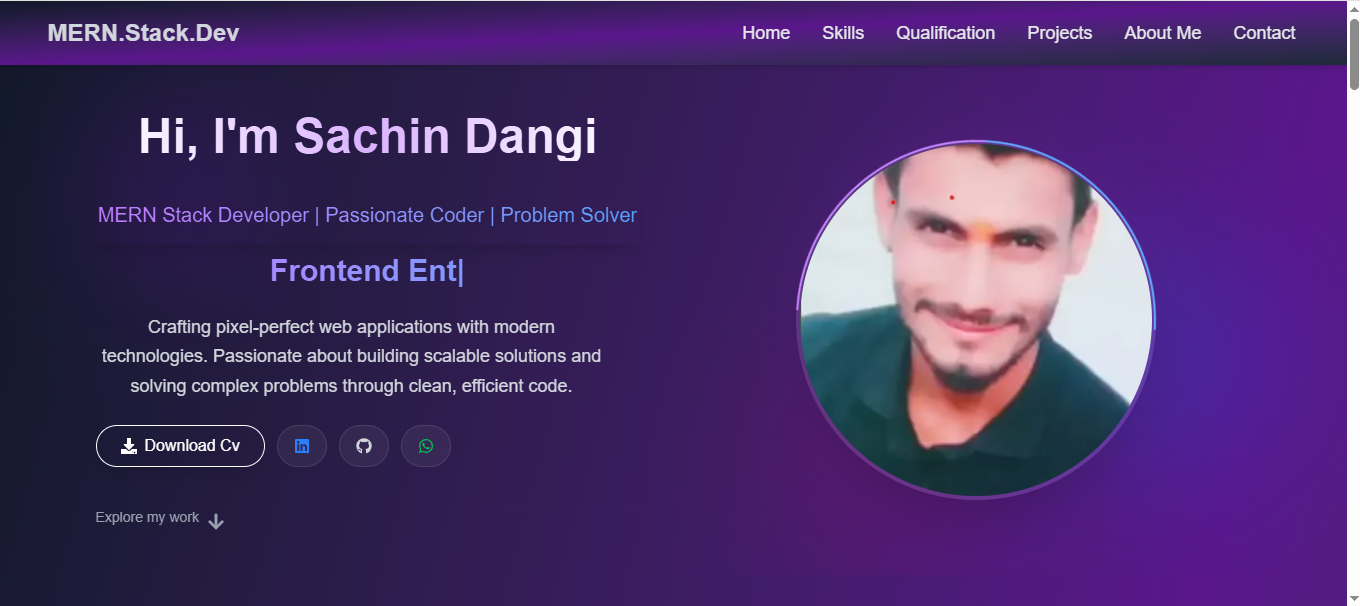 MERN.Stack.Dev
Home Skills Qualification Projects About Me Contact
Hi, I'm Sachin Dangi
MERN Stack Developer | Passionate Coder | Problem Solver
Frontend Ent|
Crafting pixel-perfect web applications with modern
technologies. Passionate about building scalable solutions and
solving complex problems through clean, efficient code.
Download Cv
in
Explore my work